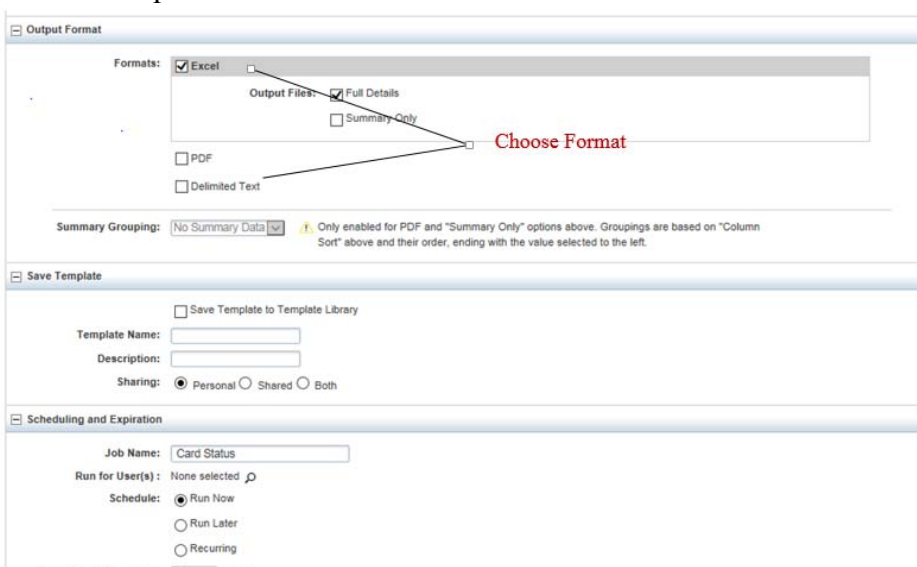 Output Format
Formats: Excel
Output Files: Full Details
Summary Only
Choose Format
PDF
Delimited Text
Summary Grouping: No Summary Data Only enabled for PDF and "Summary Only" options above. Groupings are based on "Column
Sort" above and their order, ending with the value selected to the left.
Save Template
Save Template to Template Library
Template Name:
Description:
Sharing: Personal Shared Both
Scheduling and Expiration
Job Name: Card Status
Run for User(s) : None selected
Schedule: Run Now
Run Later
Recurring